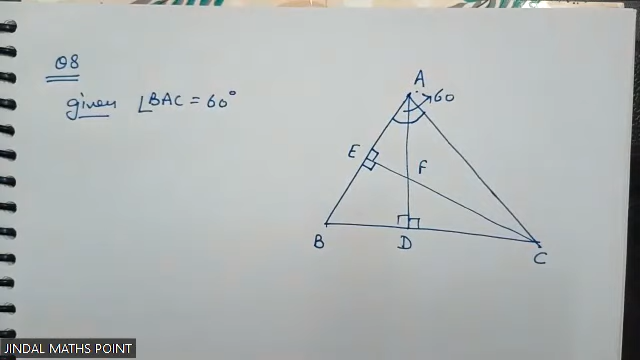 Q8
given ∠BAC = 60°
A
60
E
F
B
D
C
JINDAL MATHS POINT